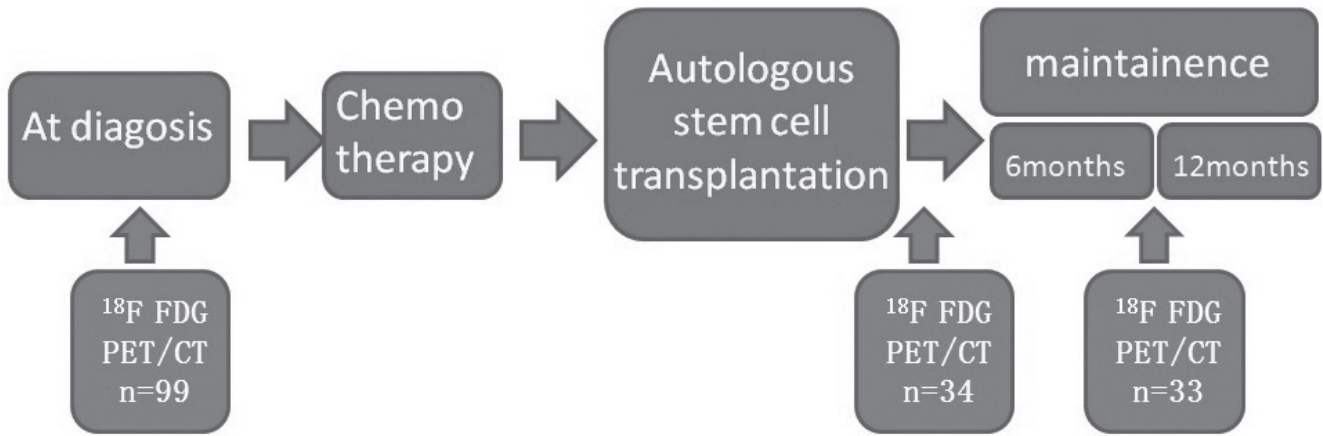 At diagosis
Chemo
therapy
Autologous
stem cell
transplantation
maintainence
6months
12months
¹⁸F FDG
PET/CT
n=99
¹⁸F FDG
PET/CT
n=34
¹⁸F FDG
PET/CT
n=33